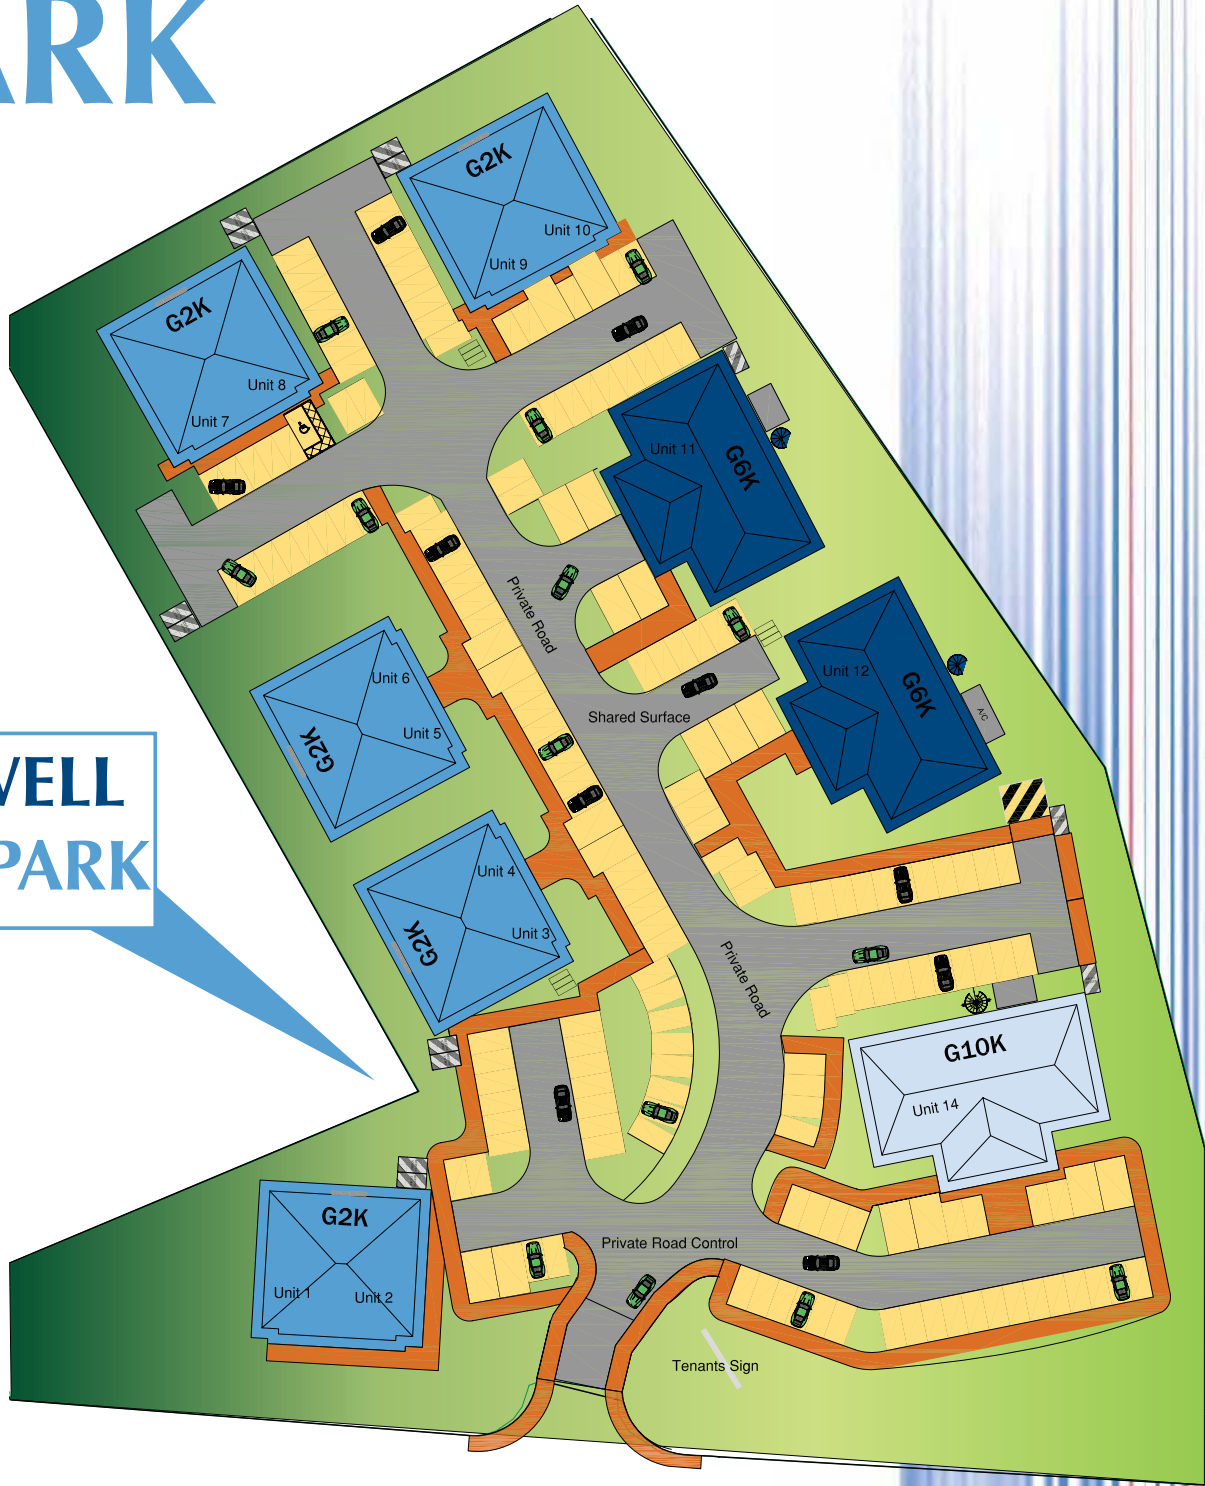 ARK
G2K
Unit 10
Unit 9
G2K
Unit 8
Unit 7
Unit 11
G6K
Private Road
Unit 6
Unit 5
G2K
Unit 12
G6K
A/C
Shared Surface
WELL
PARK
Unit 4
Unit 3
G2K
Private Road
G10K
Unit 14
G2K
Unit 1
Unit 2
Private Road Control
Tenants Sign